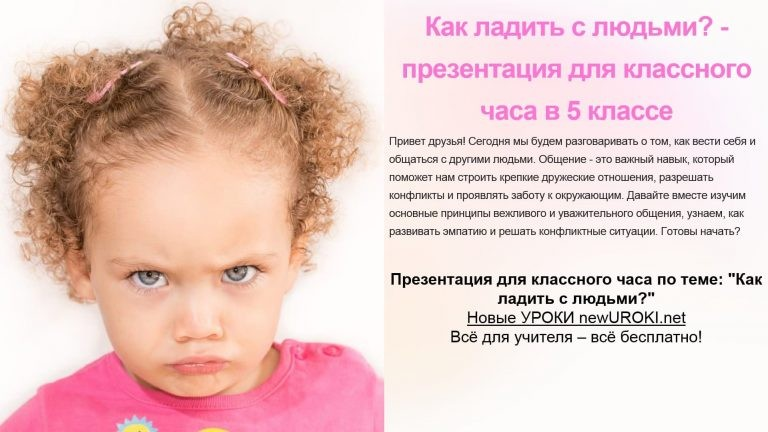 Как ладить с людьми? -
презентация для классного
часа в 5 классе
Привет друзья! Сегодня мы будем разговаривать о том, как вести себя и
общаться с другими людьми. Общение - это важный навык, который
поможет нам строить крепкие дружеские отношения, разрешать
конфликты и проявлять заботу к окружающим. Давайте вместе изучим
основные принципы вежливого и уважительного общения, узнаем, как
развивать эмпатию и решать конфликтные ситуации. Готовы начать?
Презентация для классного часа по теме: "Как
ладить с людьми?"
Новые УРОКИ newUROKI.net
Всё для учителя – всё бесплатно!